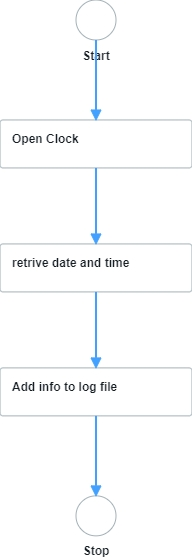 Start
Open Clock
retrive date and time
Add info to log file
Stop